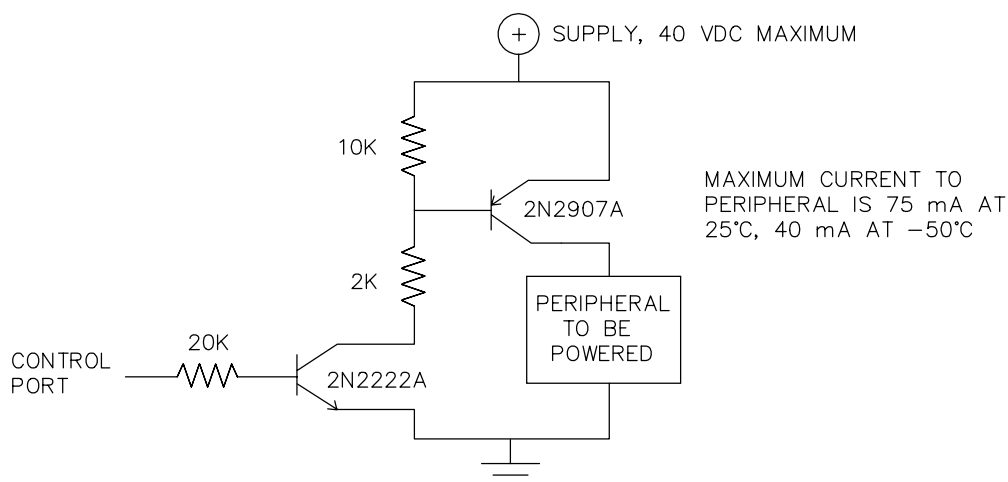 + SUPPLY, 40 VDC MAXIMUM
10K
MAXIMUM CURRENT TO
PERIPHERAL IS 75 mA AT
25°C, 40 mA AT −50°C
2N2907A
2K
PERIPHERAL
TO BE
POWERED
20K
CONTROL
PORT
2N2222A